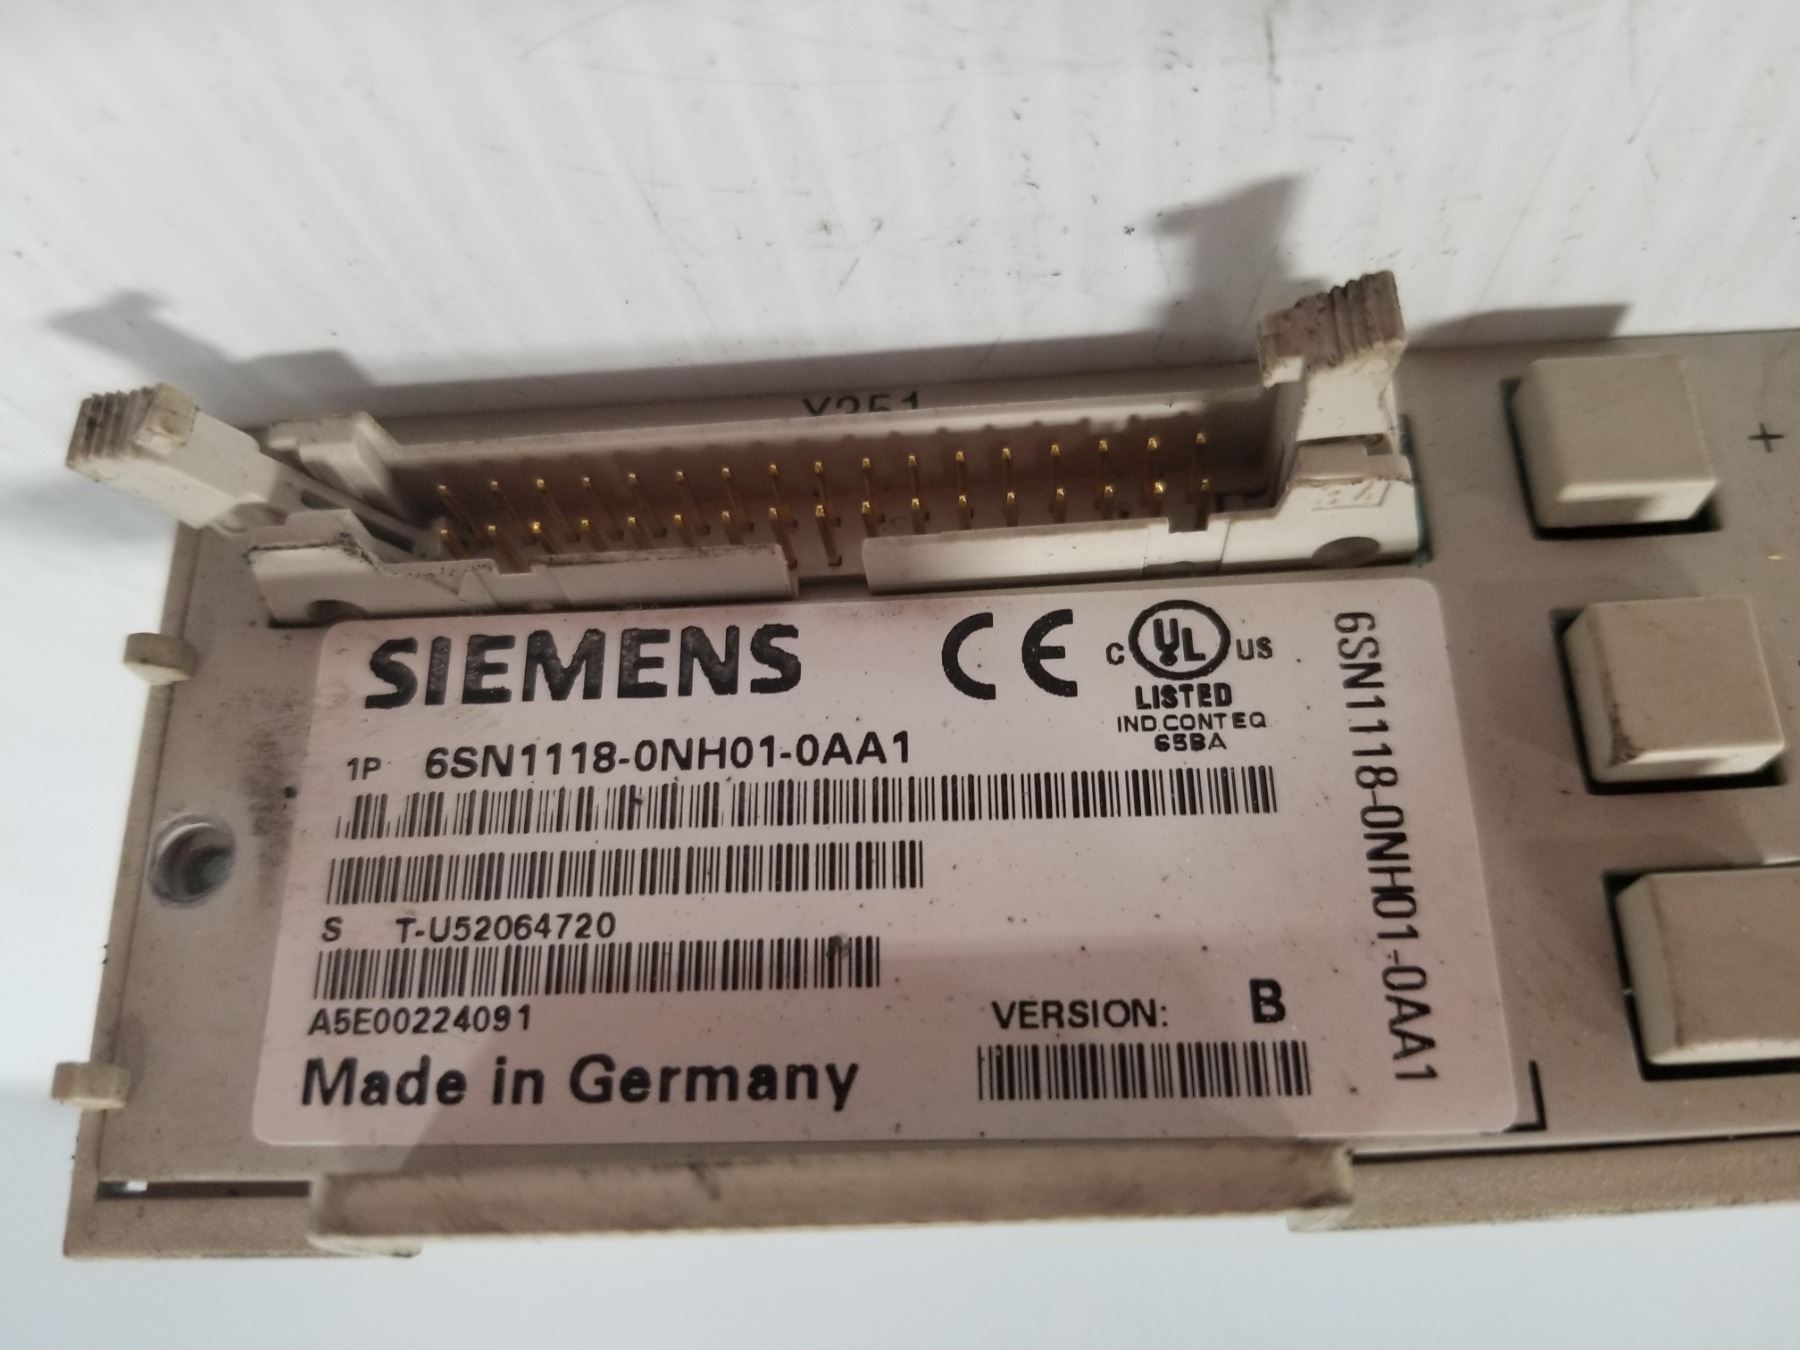 X351
+
SIEMENS
CE
C UL US
LISTED
IND.CONT.EQ
65BA
1P 6SN1118-0NH01-0AA1
S T-U52064720
A5E00224091
VERSION: B
Made in Germany
6SN1118-0NH01-0AA1